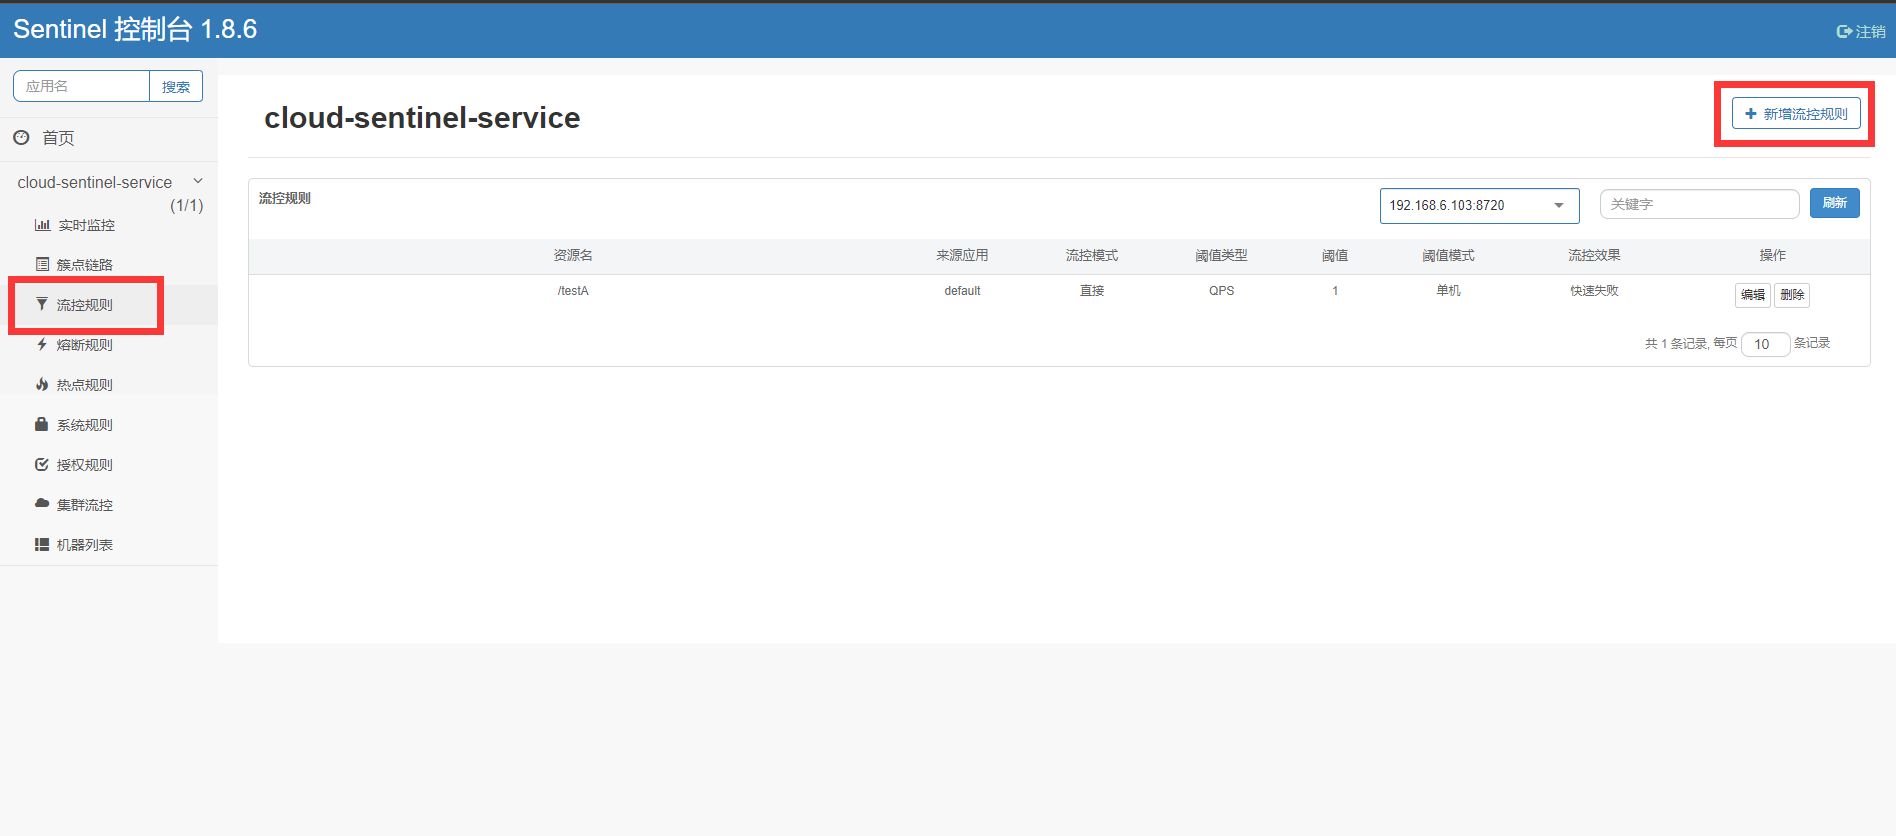 Sentinel 控制台 1.8.6
注销
应用名
搜索
首页
cloud-sentinel-service
(1/1)
实时监控
簇点链路
流控规则
熔断规则
热点规则
系统规则
授权规则
集群流控
机器列表
cloud-sentinel-service
新增流控规则
流控规则
192.168.6.103:8720
关键字
刷新
资源名 来源应用 流控模式 阈值类型 阈值 阈值模式 流控效果 操作
/testA default 直接 QPS 1 单机 快速失败 编辑 删除
共 1 条记录, 每页 10 条记录